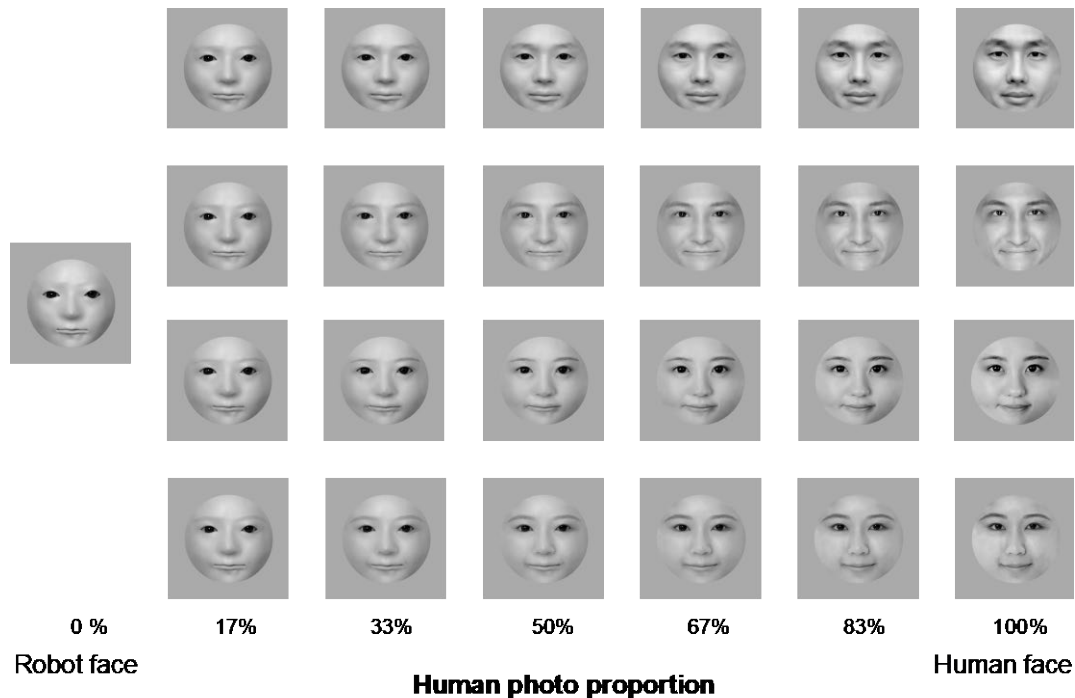 0 % 17% 33% 50% 67% 83% 100%
Robot face Human face
Human photo proportion